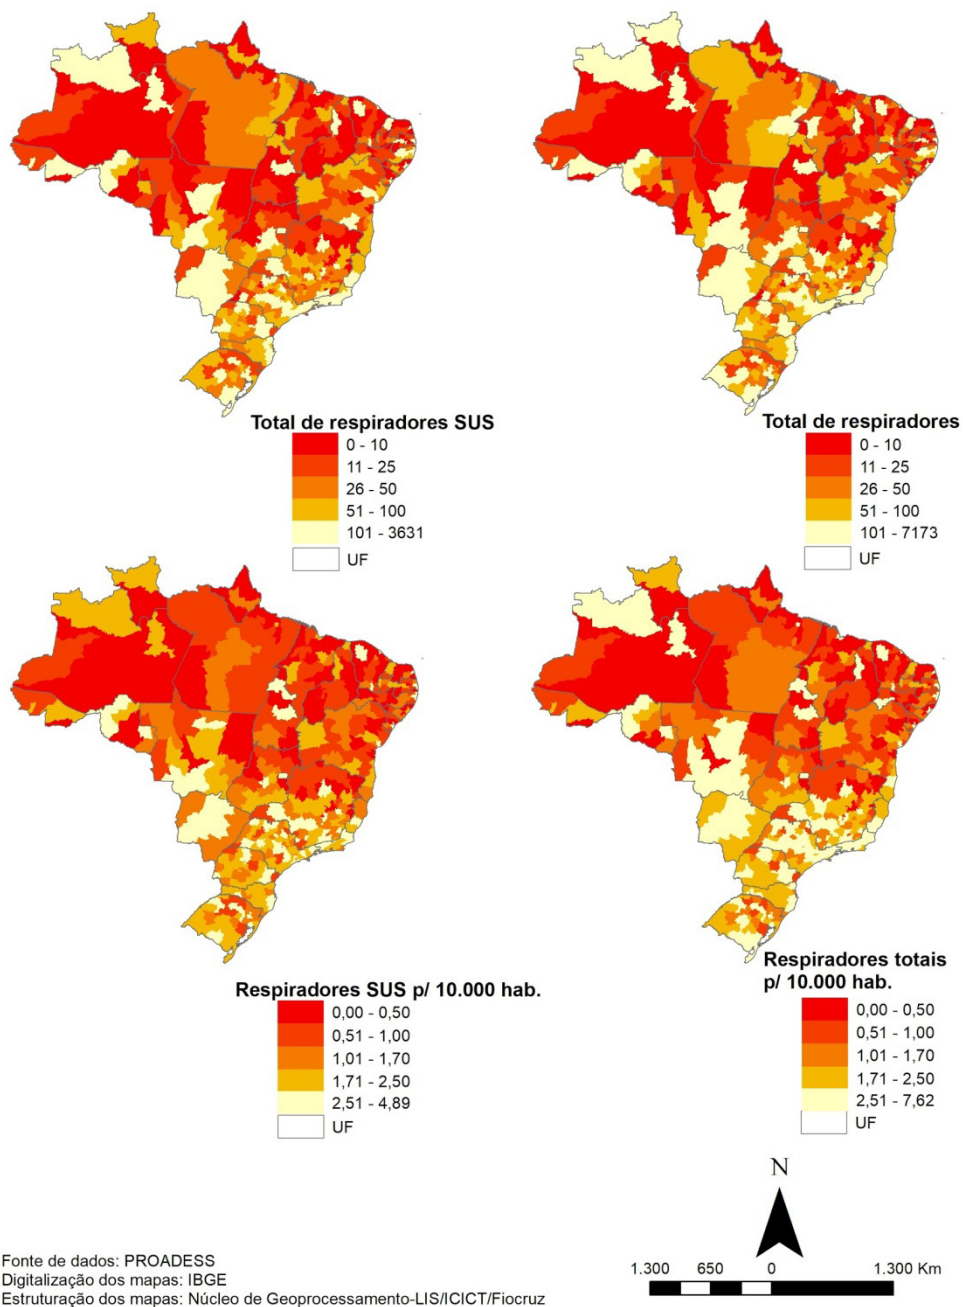 Total de respiradores SUS
0 - 10
11 - 25
26 - 50
51 - 100
101 - 3631
UF
Total de respiradores
0 - 10
11 - 25
26 - 50
51 - 100
101 - 7173
UF
Respiradores SUS p/ 10.000 hab.
0,00 - 0,50
0,51 - 1,00
1,01 - 1,70
1,71 - 2,50
2,51 - 4,89
UF
Respiradores totais
p/ 10.000 hab.
0,00 - 0,50
0,51 - 1,00
1,01 - 1,70
1,71 - 2,50
2,51 - 7,62
UF
N
1.300 650 0 1.300 Km
Fonte de dados: PROADESS
Digitalização dos mapas: IBGE
Estruturação dos mapas: Núcleo de Geoprocessamento-LIS/ICICT/Fiocruz